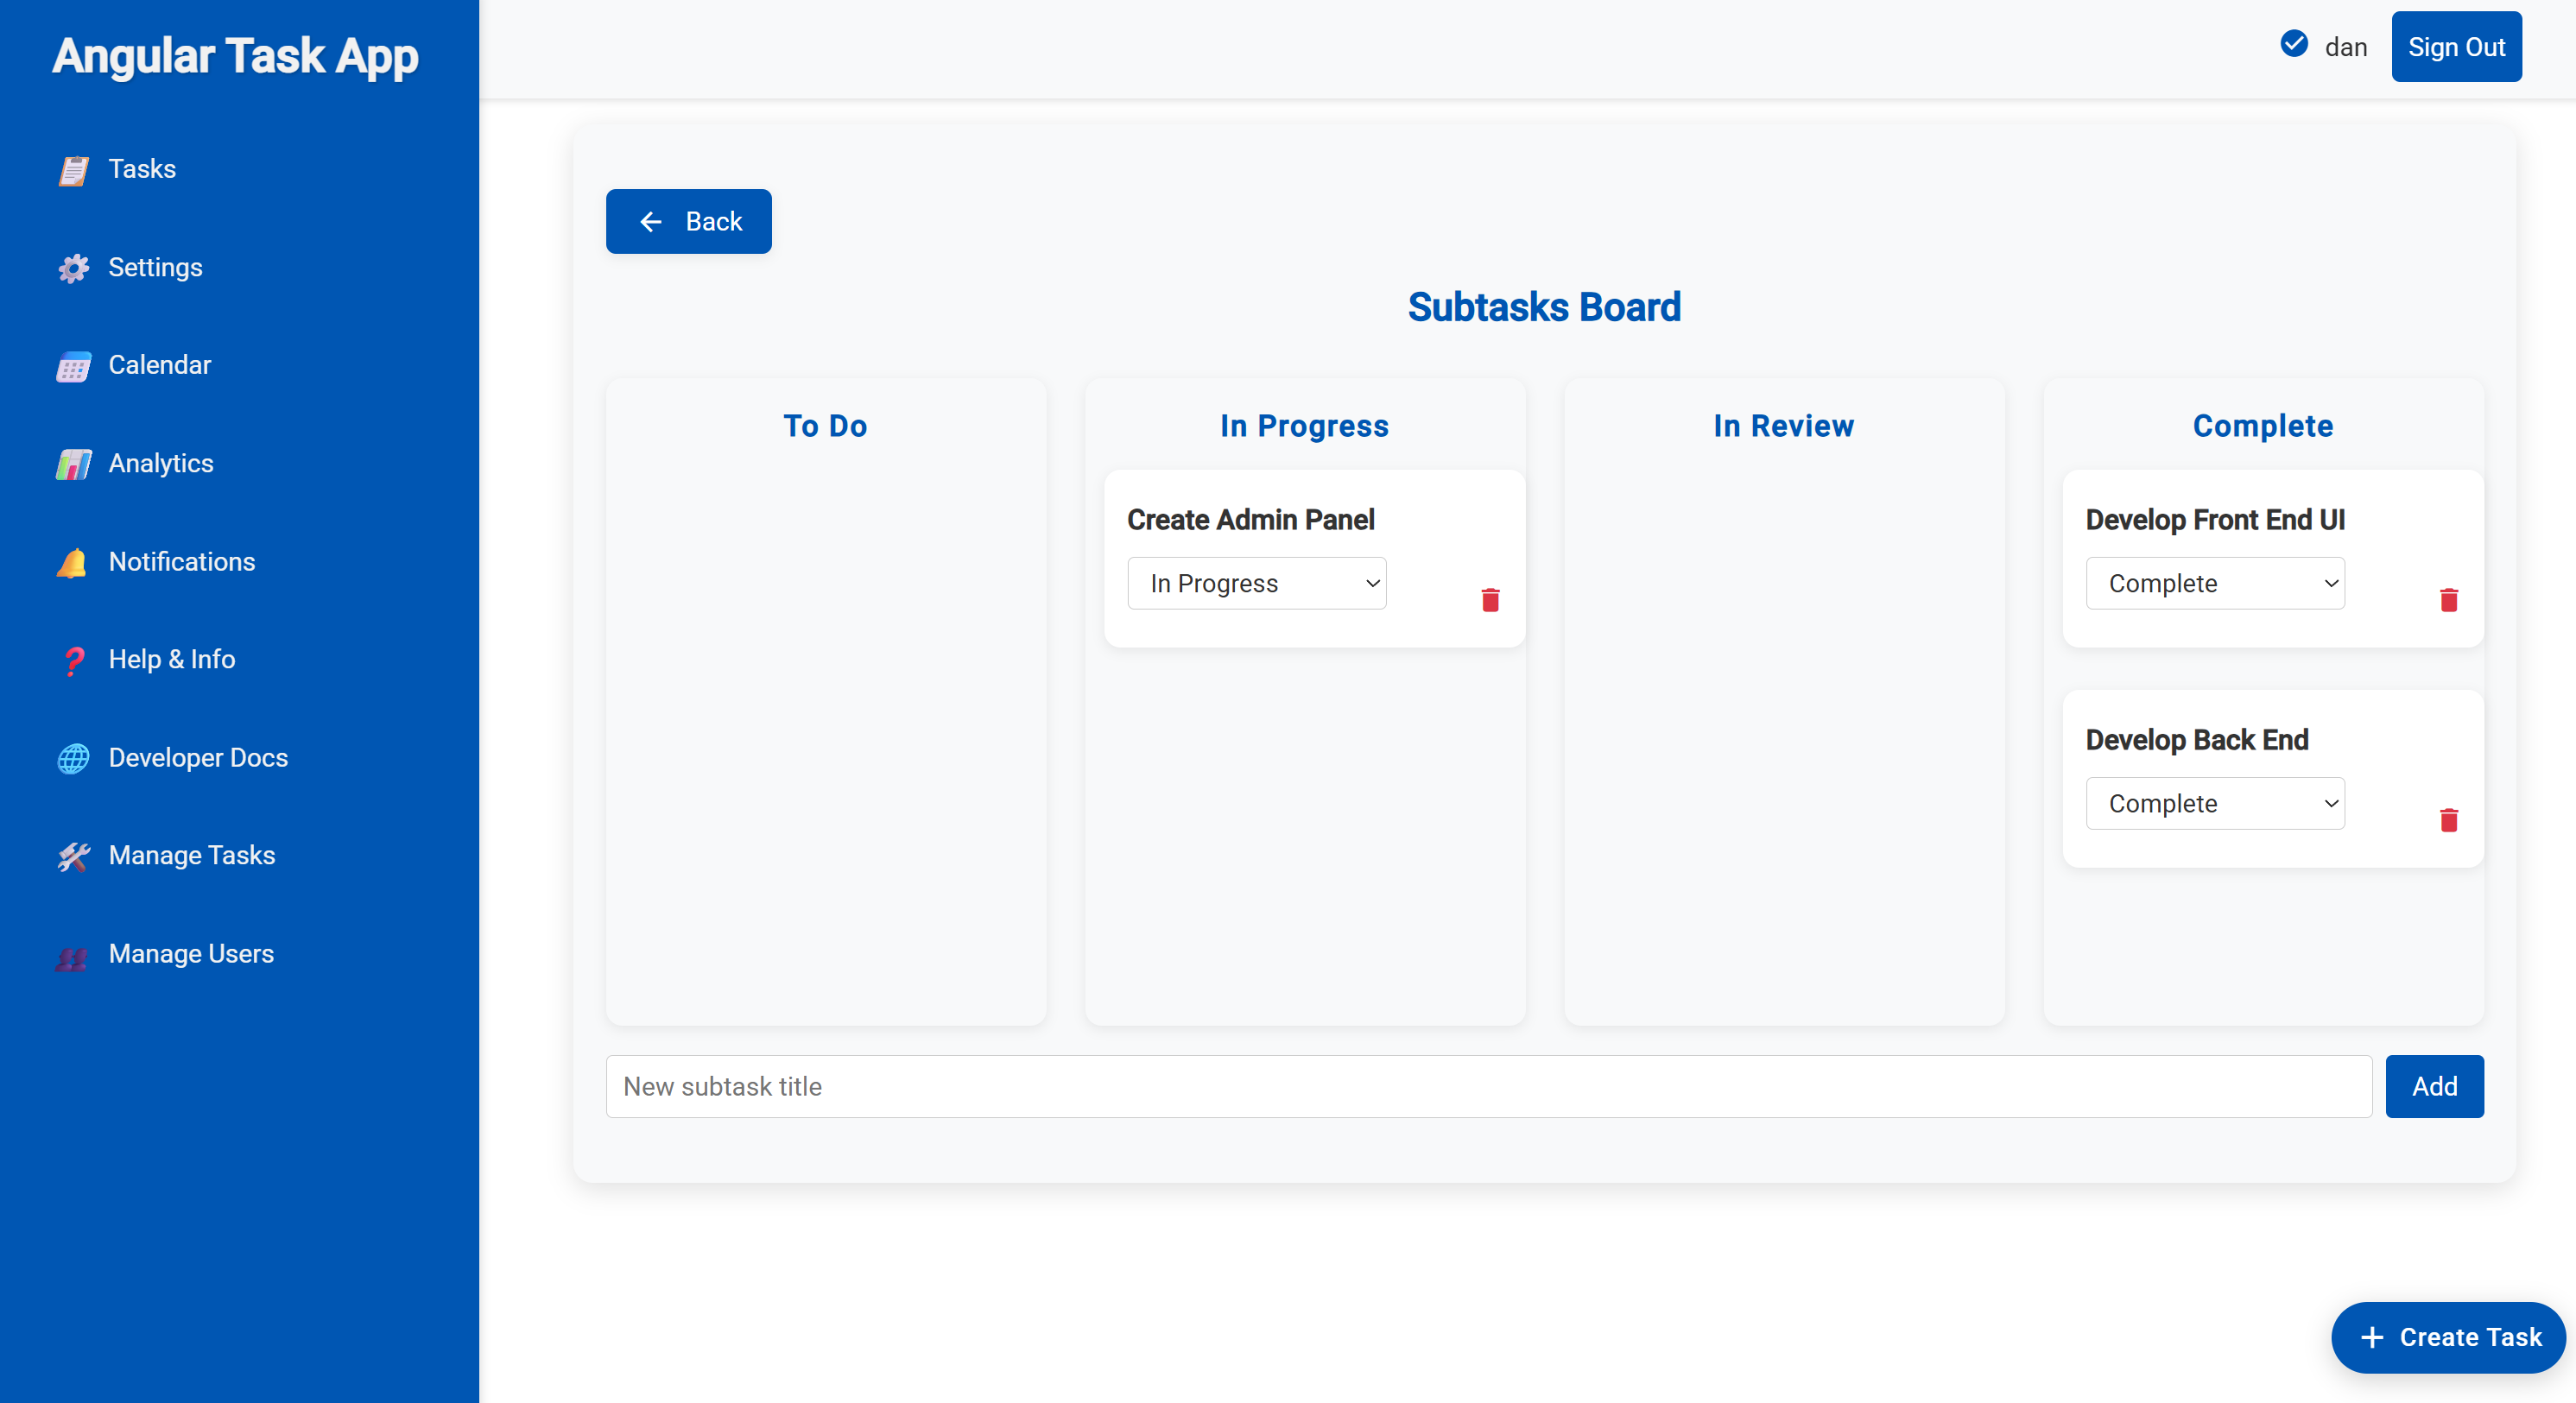 Angular Task App
dan
Sign Out
Tasks
Settings
Calendar
Analytics
Notifications
Help & Info
Developer Docs
Manage Tasks
Manage Users
Back
Subtasks Board
To Do
In Progress
Create Admin Panel
In Progress
In Review
Complete
Develop Front End UI
Complete
Develop Back End
Complete
New subtask title
Add
Create Task